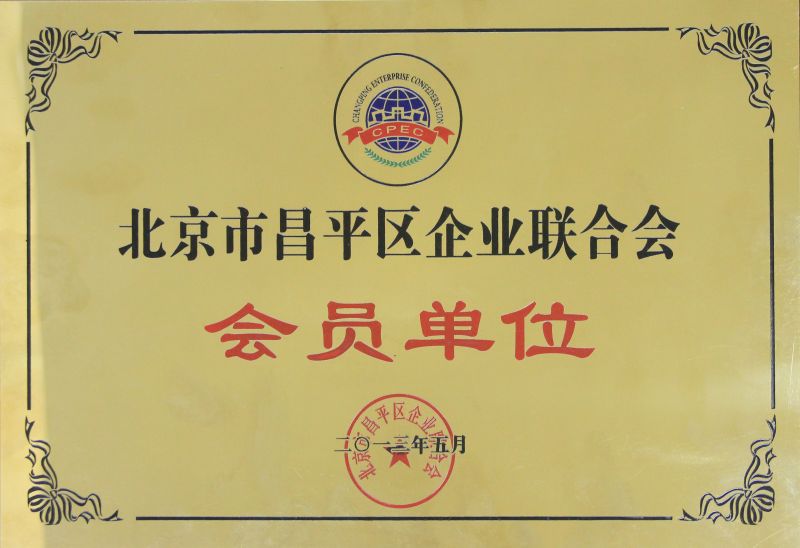 CHANGPING ENTERPRISE CONFEDERATION
CPEC
北京市昌平区企业联合会
会员单位
北京市昌平区企业联合会
二〇一三年五月